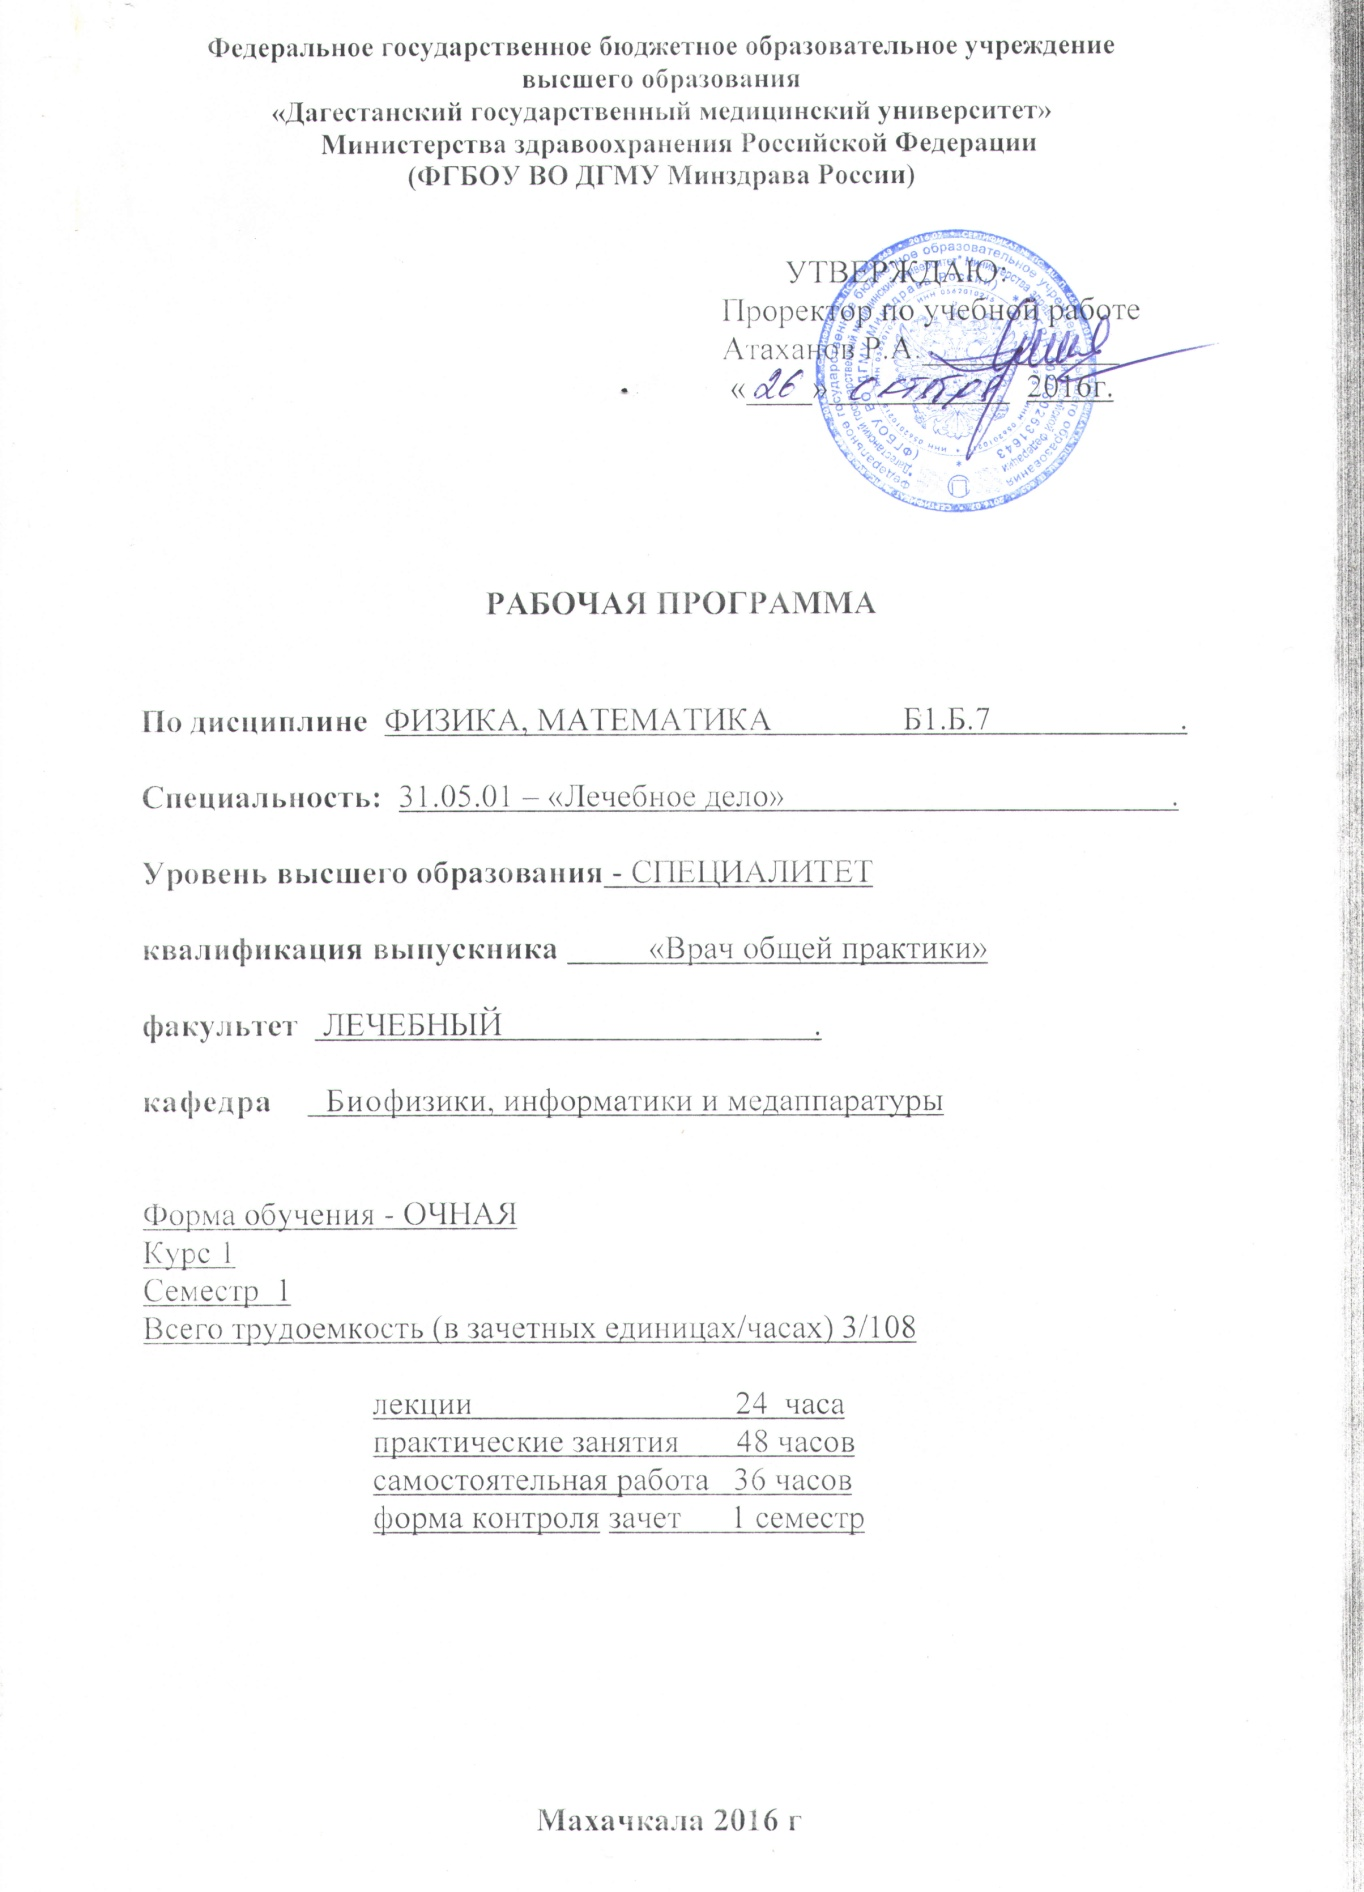 Федеральное государственное бюджетное образовательное учреждение
высшего образования
«Дагестанский государственный медицинский университет»
Министерства здравоохранения Российской Федерации
(ФГБОУ ВО ДГМУ Минздрава России)
УТВЕРЖДАЮ:
Проректор по учебной работе
Атаханов Р.А.
«26» 2016г.
РАБОЧАЯ ПРОГРАММА
По дисциплине ФИЗИКА, МАТЕМАТИКА Б1.Б.7 .
Специальность: 31.05.01 – «Лечебное дело» .
Уровень высшего образования - СПЕЦИАЛИТЕТ
квалификация выпускника «Врач общей практики»
факультет ЛЕЧЕБНЫЙ .
кафедра Биофизики, информатики и медаппаратуры
Форма обучения - ОЧНАЯ
Курс 1
Семестр 1
Всего трудоемкость (в зачетных единицах/часах) 3/108
лекции 24 часа
практические занятия 48 часов
самостоятельная работа 36 часов
форма контроля зачет 1 семестр
Махачкала 2016 г